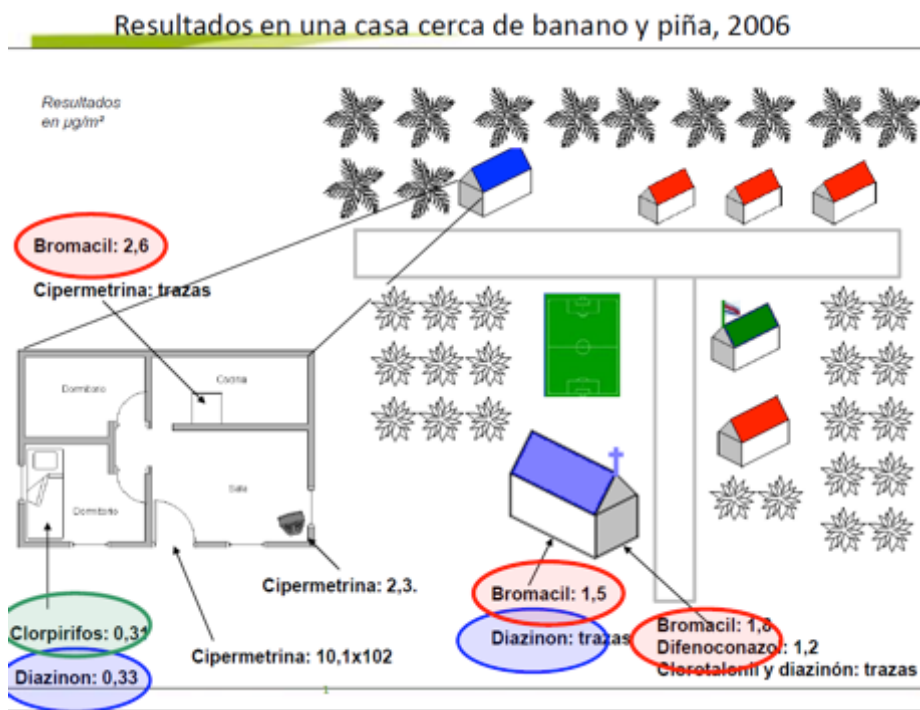 Resultados en una casa cerca de banano y piña, 2006
Resultados
en µg/m²
Bromacil: 2,6
Cipermetrina: trazas
Dormitorio
Cocina
Dormitorio
Sala
Cipermetrina: 2,3.
Clorpirifos: 0,31
Cipermetrina: 10,1x102
Diazinon: 0,33
Bromacil: 1,5
Diazinon: trazas
Bromacil: 1,8
Difenoconazol: 1,2
Clorotalonil y diazinón: trazas
1